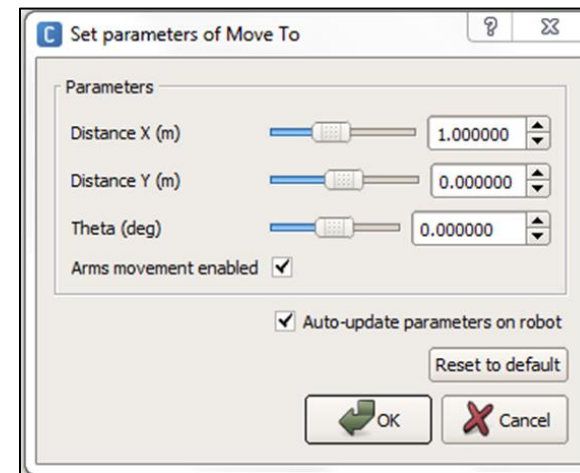 C Set parameters of Move To ?
Parameters
Distance X (m) 1.000000
Distance Y (m) 0.000000
Theta (deg) 0.000000
Arms movement enabled
Auto-update parameters on robot
Reset to default
OK Cancel